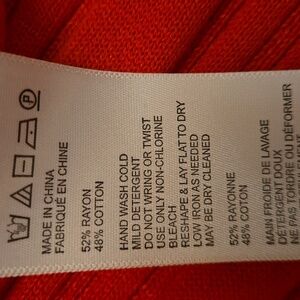 MADE IN CHINA
FABRIQUÉ EN CHINE
52% RAYON
48% COTTON
HAND WASH COLD
MILD DETERGENT
DO NOT WRING OR TWIST
USE ONLY NON-CHLORINE
BLEACH
RESHAPE & LAY FLAT TO DRY
LOW IRON AS NEEDED
MAY BE DRY CLEANED
52% RAYONNE
48% COTON
MAIN FROIDE DE LAVAGE
DETERGENT DOUX
NE PAS TORDRE OU DÉFORMER